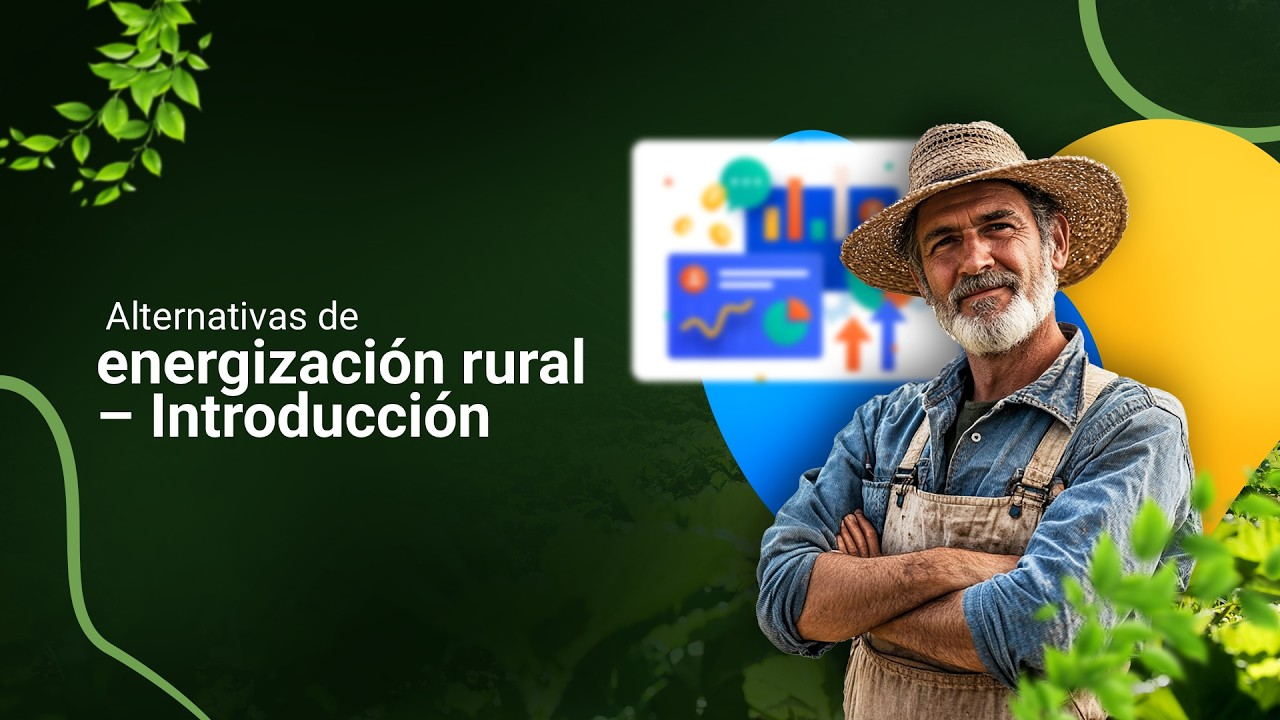 Alternativas de
energización rural
– Introducción